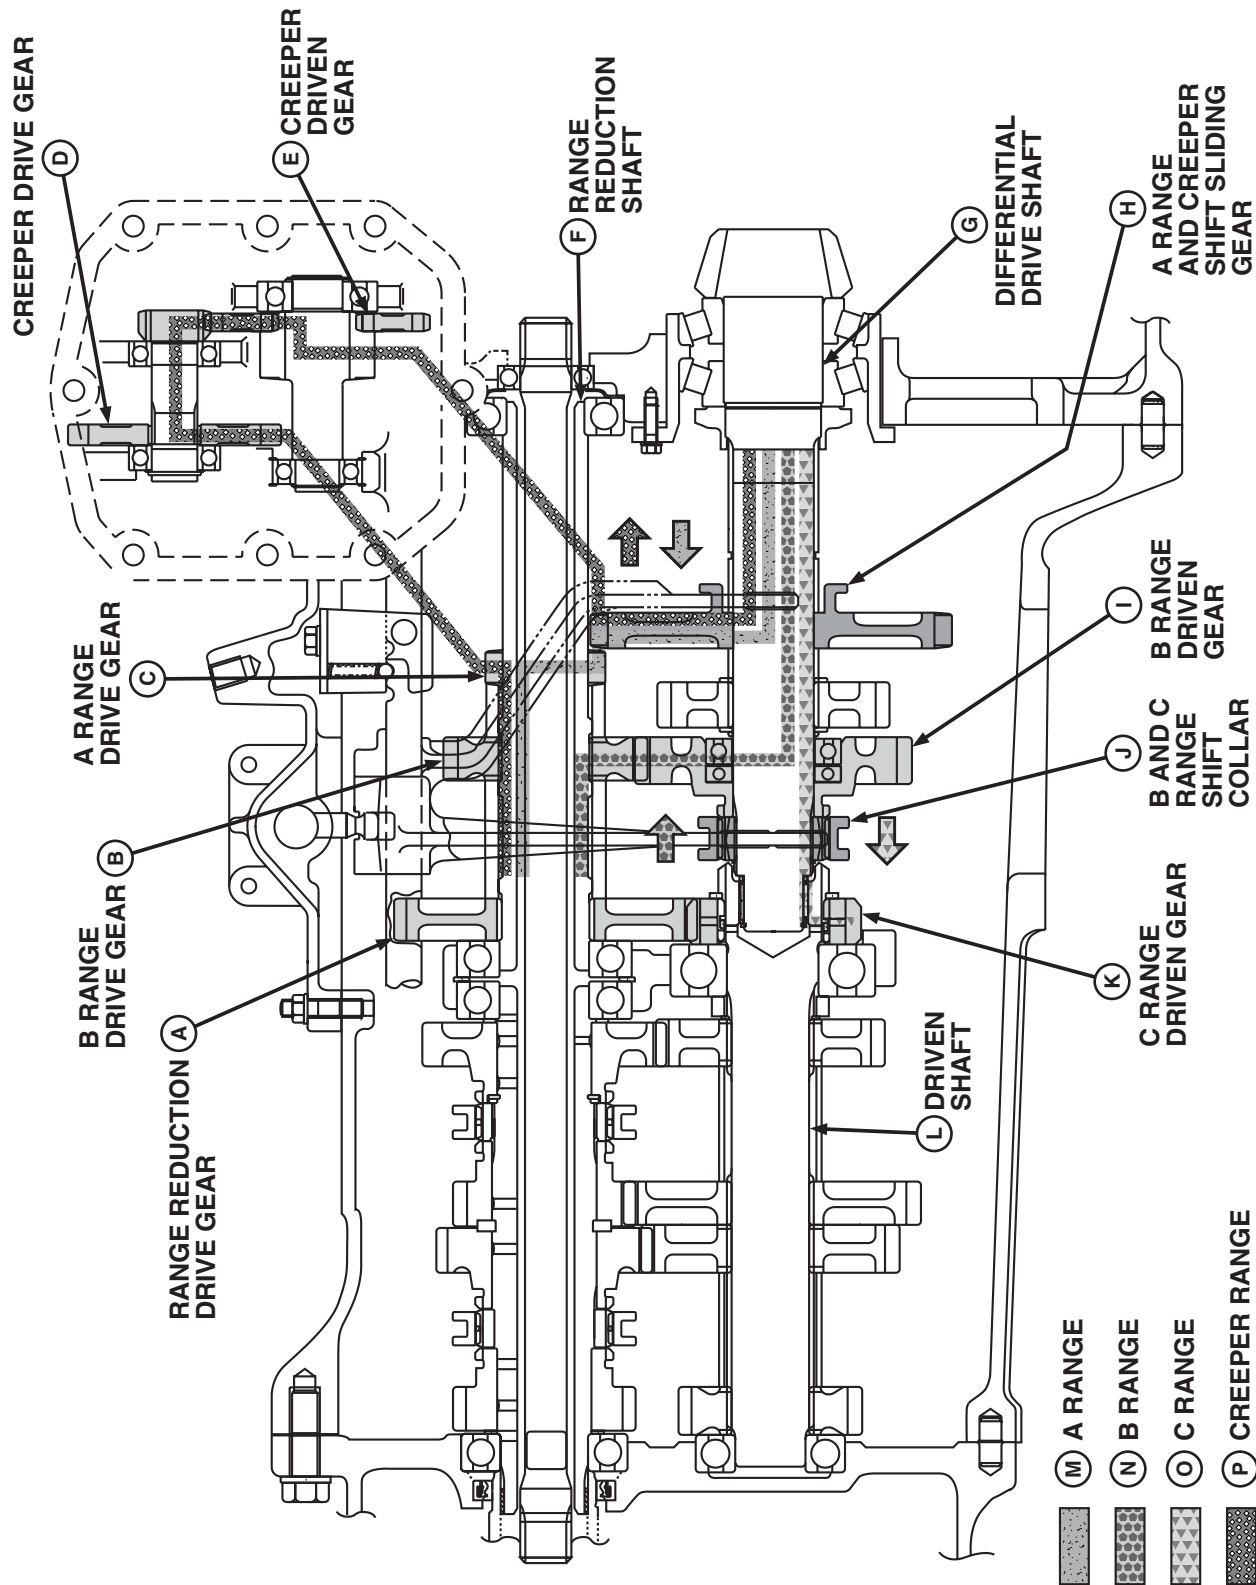 CREEPER DRIVE GEAR
D
E
CREEPER
DRIVEN
GEAR
F
RANGE
REDUCTION
SHAFT
G
DIFFERENTIAL
DRIVE SHAFT
H
A RANGE
AND CREEPER
SHIFT SLIDING
GEAR
A RANGE
DRIVE GEAR
C
I
B RANGE
DRIVEN
GEAR
B RANGE
DRIVE GEAR
B
J
B AND C
RANGE
SHIFT
COLLAR
RANGE REDUCTION
DRIVE GEAR
A
K
C RANGE
DRIVEN GEAR
L
DRIVEN
SHAFT
M A RANGE
N B RANGE
O C RANGE
P CREEPER RANGE